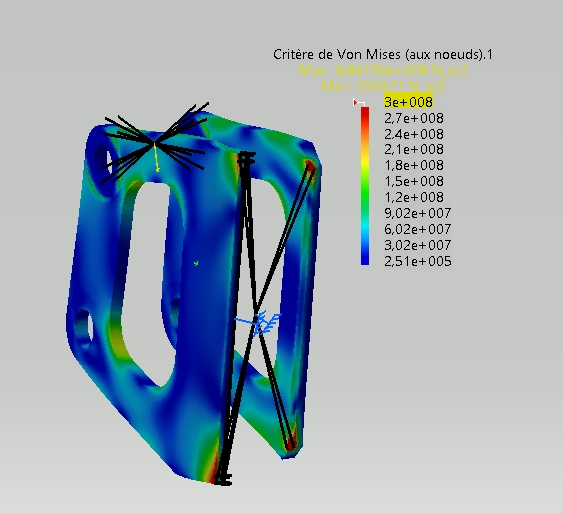 Critère de Von Mises (aux noeuds).1
3e+008
2,7e+008
2.4e+008
2,1e+008
1,8e+008
1,5e+008
1,2e+008
9,02e+007
6,02e+007
3,02e+007
2,51e+005